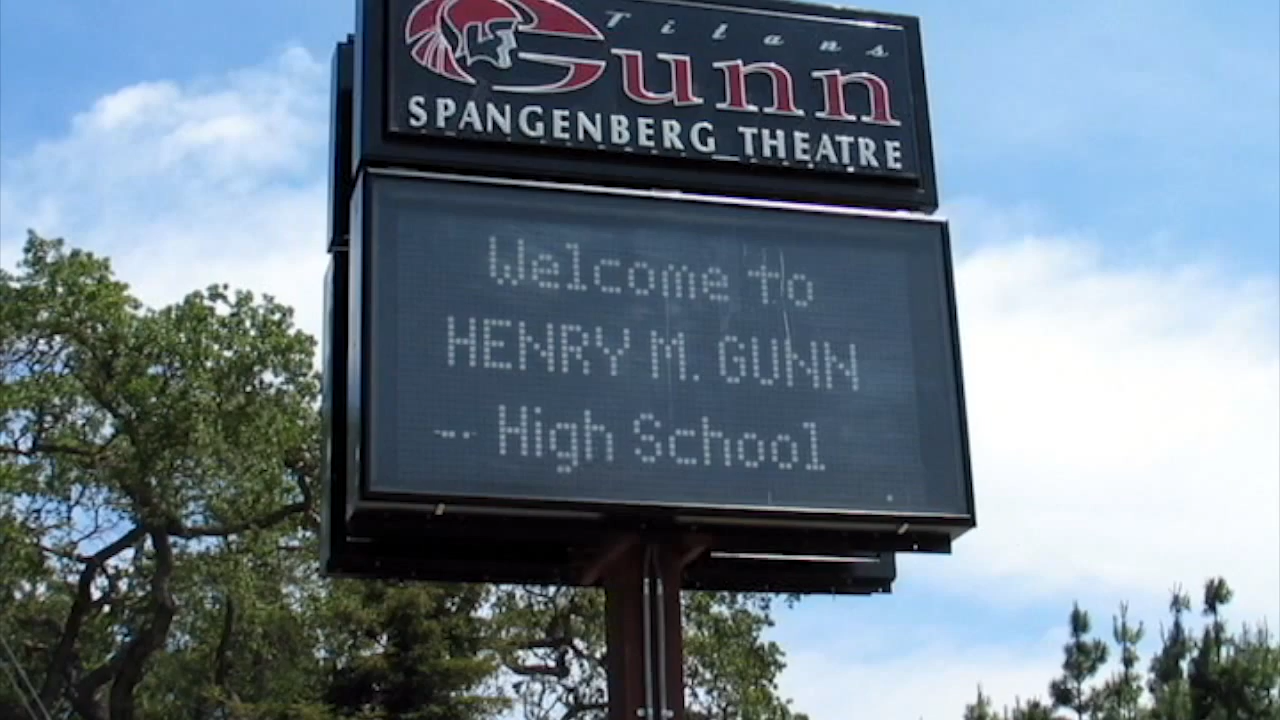 Titans
Gunn
SPANGENBERG THEATRE
Welcome to
HENRY M. GUNN
-- High School